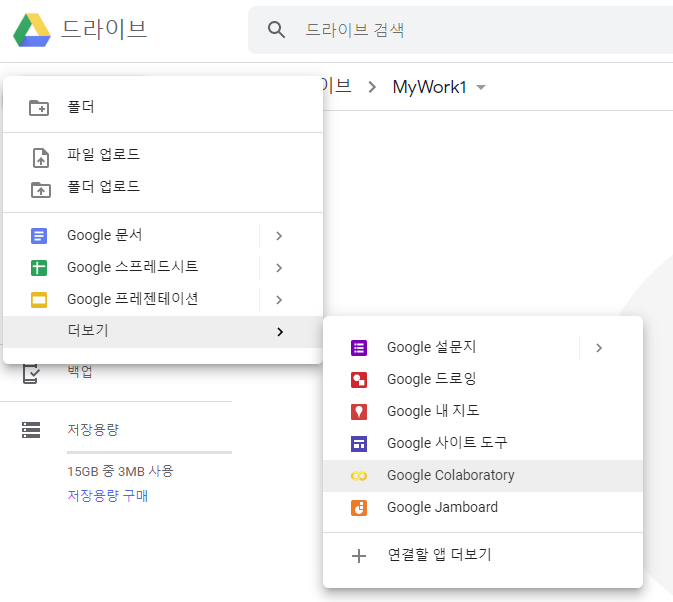 드라이브
드라이브 검색
이브 > MyWork1
폴더
파일 업로드
폴더 업로드
Google 문서
Google 스프레드시트
Google 프레젠테이션
더보기
Google 설문지
Google 드로잉
Google 내 지도
Google 사이트 도구
Google Colaboratory
Google Jamboard
연결할 앱 더보기
백업
저장용량
15GB 중 3MB 사용
저장용량 구매